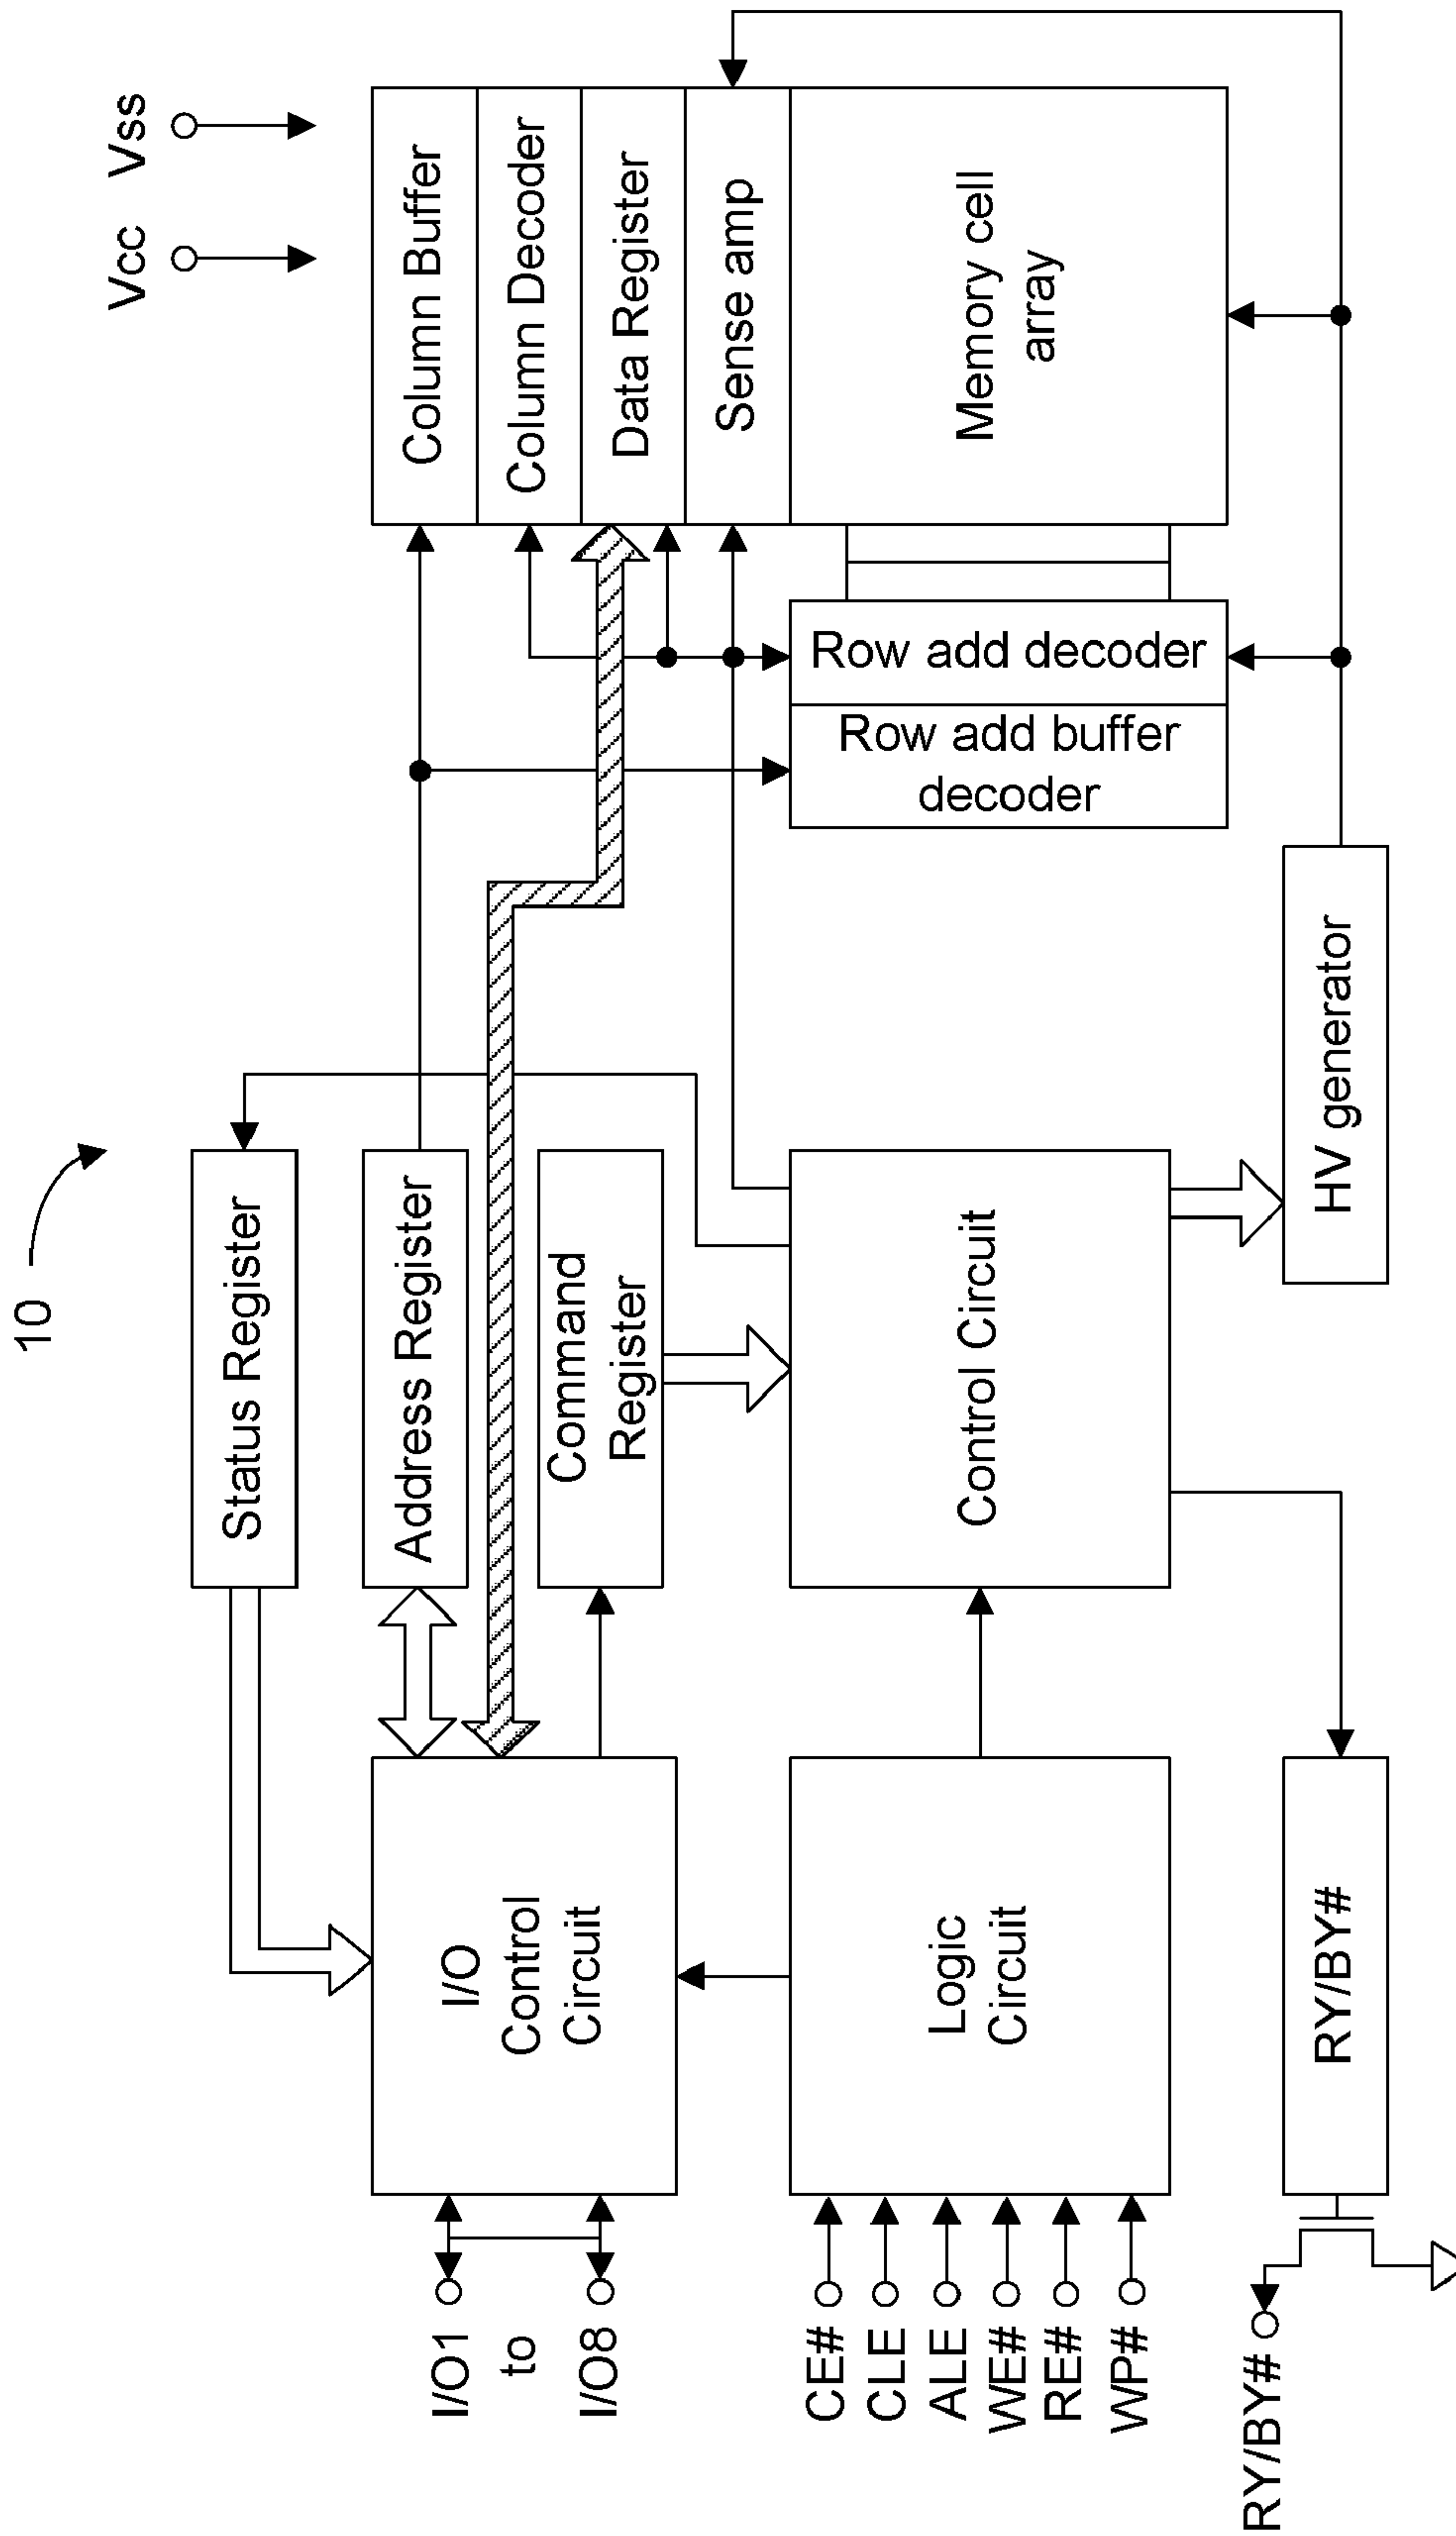 10
Vcc
Vss
Status Register
Address Register
Command
Register
I/O
Control
Circuit
I/O1
to
I/O8
Column Buffer
Column Decoder
Data Register
Sense amp
Memory cell
array
Row add decoder
Row add buffer
decoder
Logic
Circuit
Control Circuit
CE#
CLE
ALE
WE#
RE#
WP#
HV generator
RY/BY#
RY/BY#